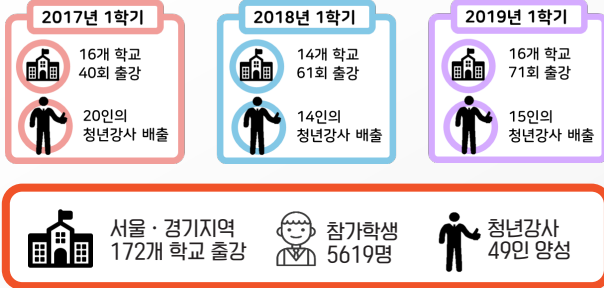 2017년 1학기
16개 학교
40회 출강
20인의
청년강사 배출
2018년 1학기
14개 학교
61회 출강
14인의
청년강사 배출
2019년 1학기
16개 학교
71회 출강
15인의
청년강사 배출
서울 · 경기지역
172개 학교 출강
참가학생
5619명
청년강사
49인 양성